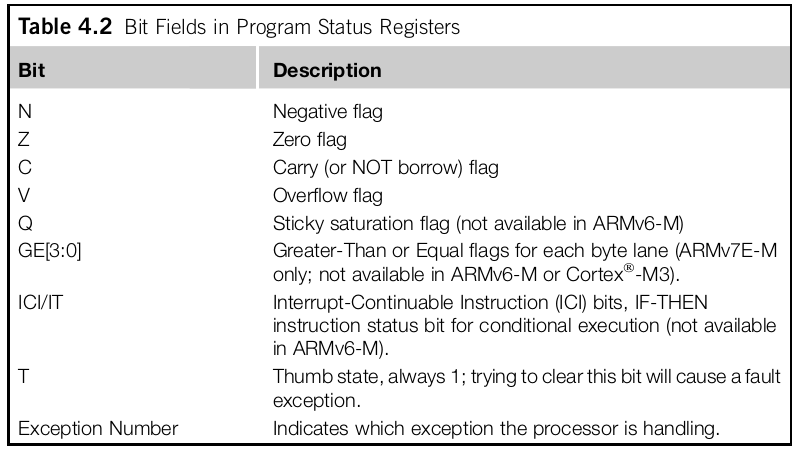 Table 4.2 Bit Fields in Program Status Registers
Bit Description
N Negative flag
Z Zero flag
C Carry (or NOT borrow) flag
V Overflow flag
Q Sticky saturation flag (not available in ARMv6-M)
GE[3:0] Greater-Than or Equal flags for each byte lane (ARMv7E-M
only; not available in ARMv6-M or Cortex®-M3).
ICI/IT Interrupt-Continuable Instruction (ICI) bits, IF-THEN
instruction status bit for conditional execution (not available
in ARMv6-M).
T Thumb state, always 1; trying to clear this bit will cause a fault
exception.
Exception Number Indicates which exception the processor is handling.